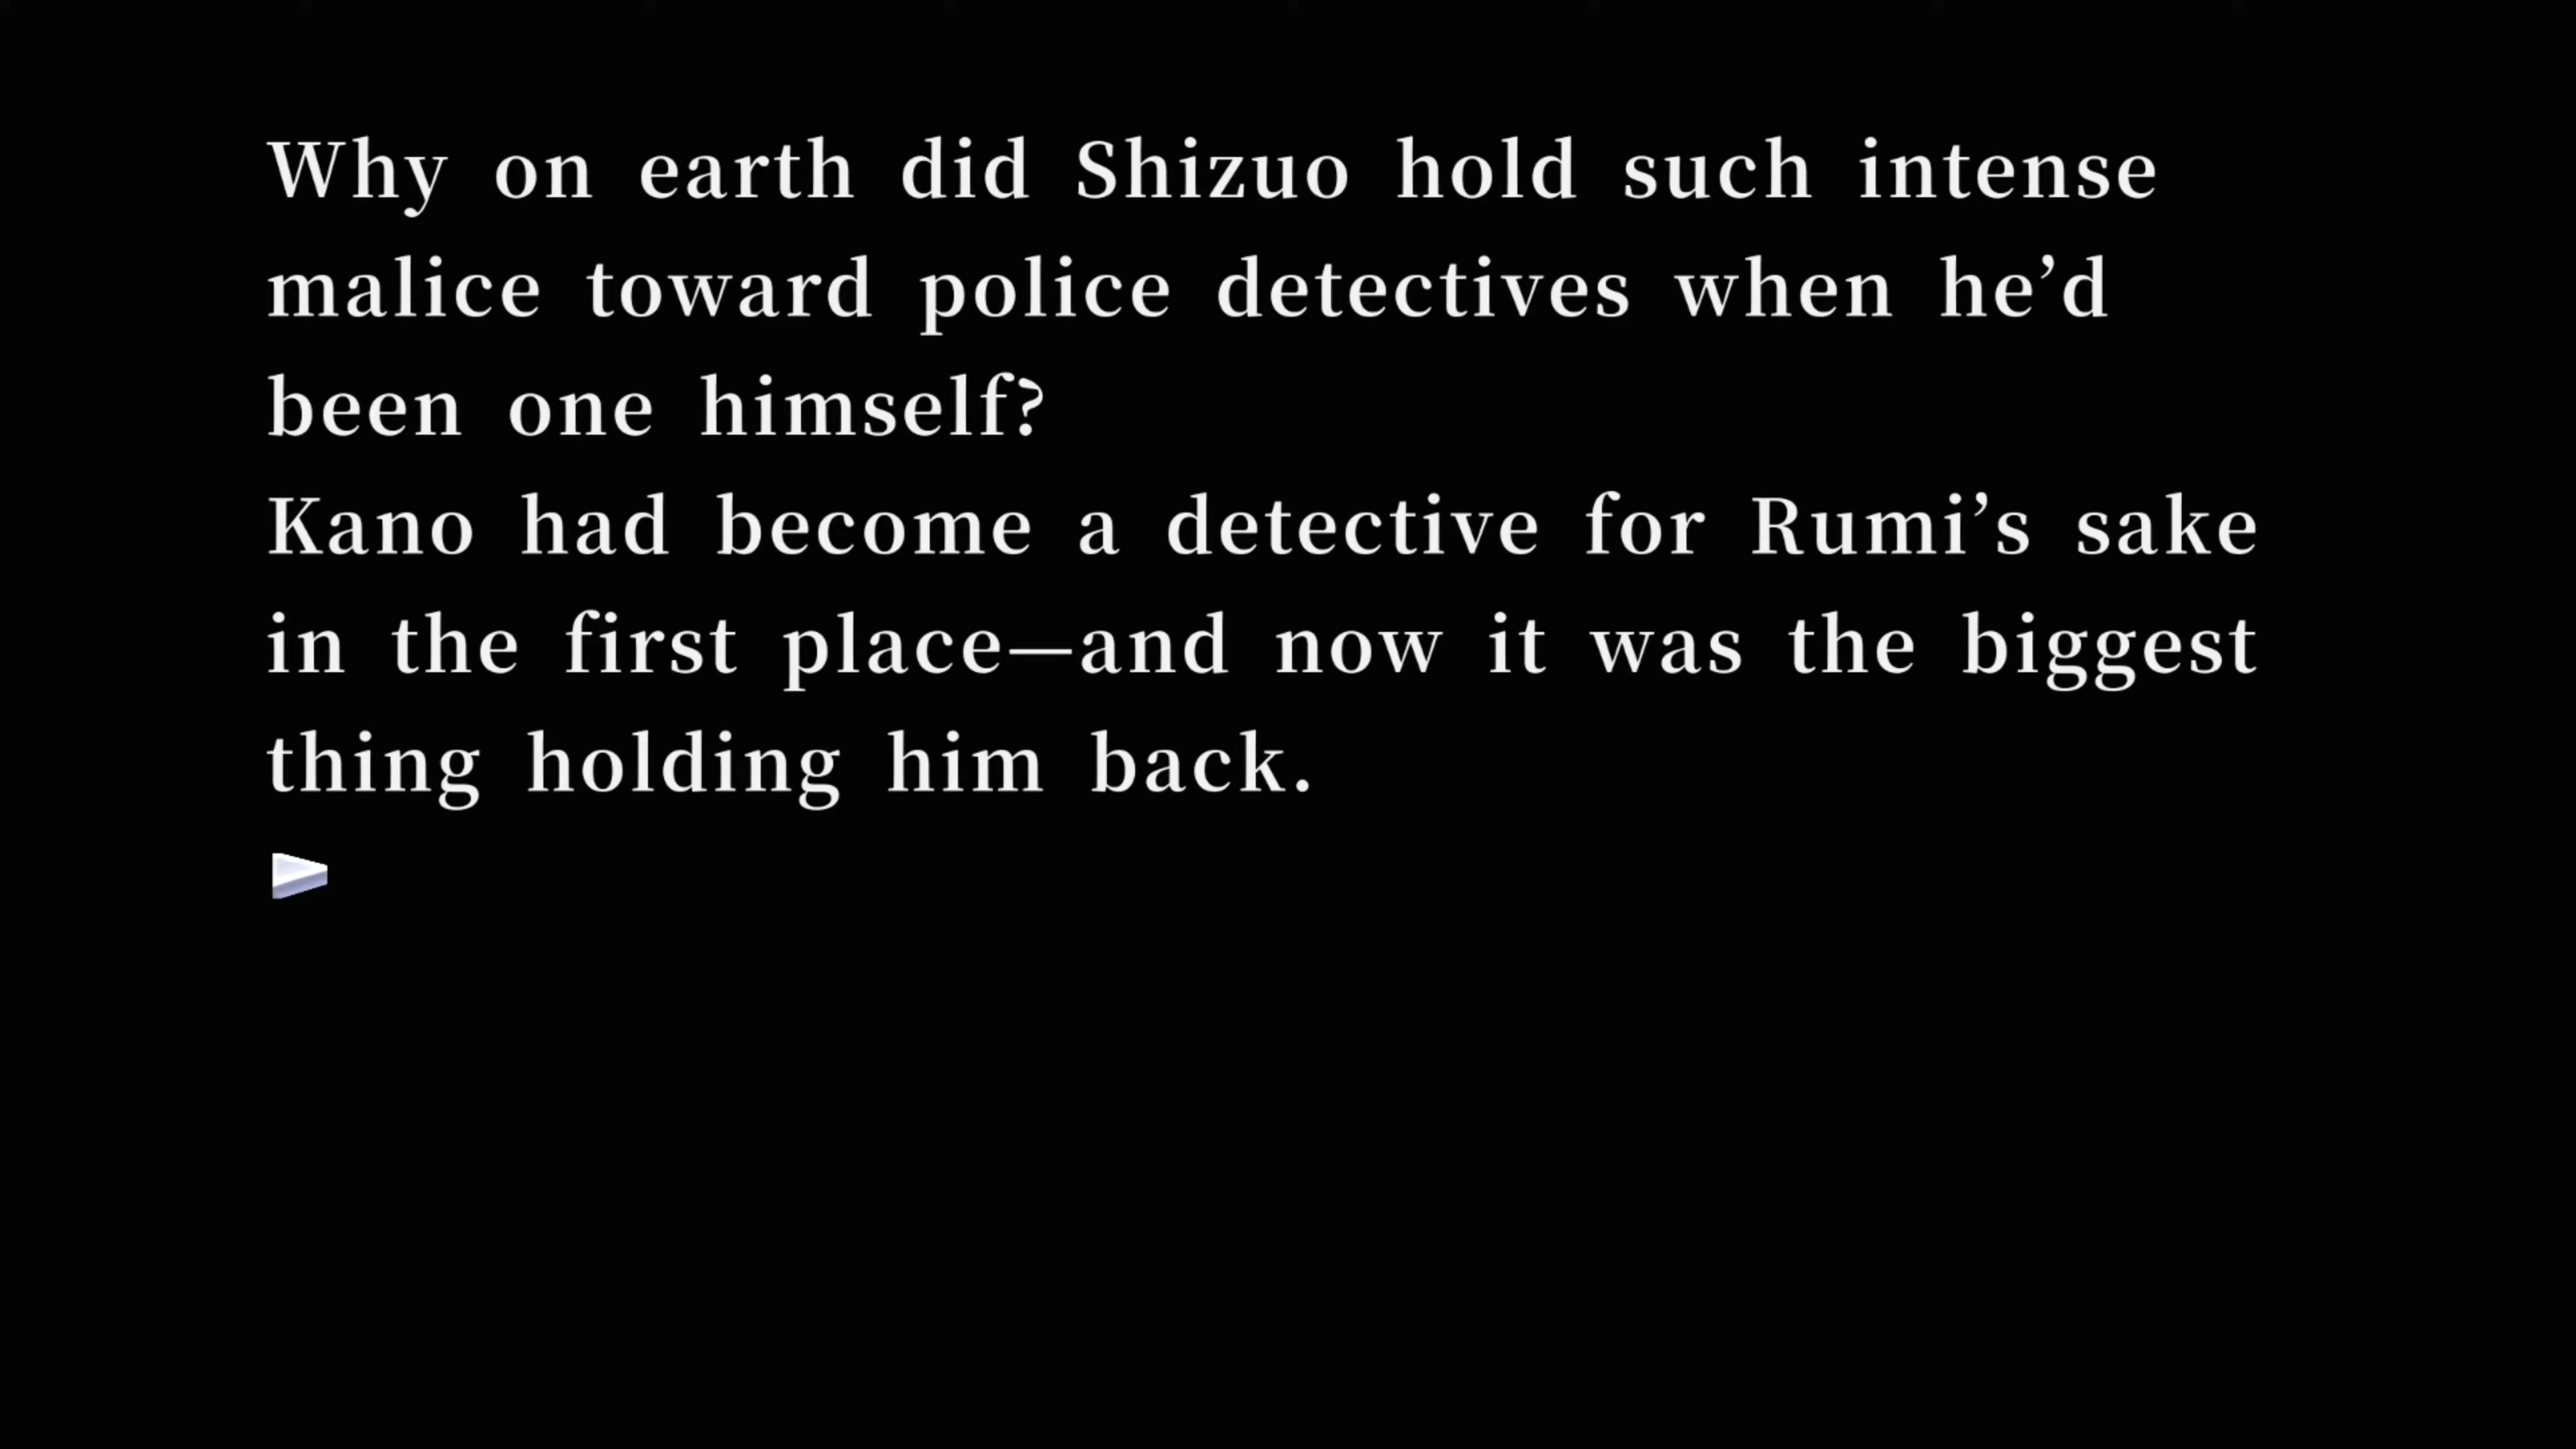 Why on earth did Shizuo hold such intense
malice toward police detectives when he’d
been one himself?
Kano had become a detective for Rumi’s sake
in the first place—and now it was the biggest
thing holding him back.